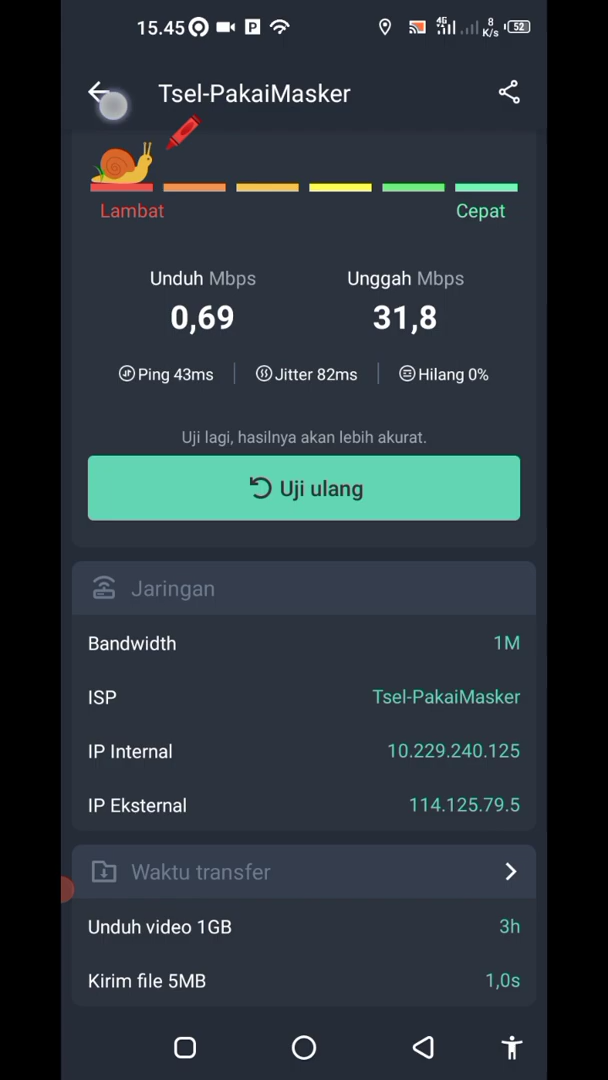 15.45 P 4G 8 K/s 52
Tsel-PakaiMasker
Lambat Cepat
Unduh Mbps Unggah Mbps
0,69 31,8
Ping 43ms Jitter 82ms Hilang 0%
Uji lagi, hasilnya akan lebih akurat.
Uji ulang
Jaringan
Bandwidth 1M
ISP Tsel-PakaiMasker
IP Internal 10.229.240.125
IP Eksternal 114.125.79.5
Waktu transfer
Unduh video 1GB 3h
Kirim file 5MB 1,0s